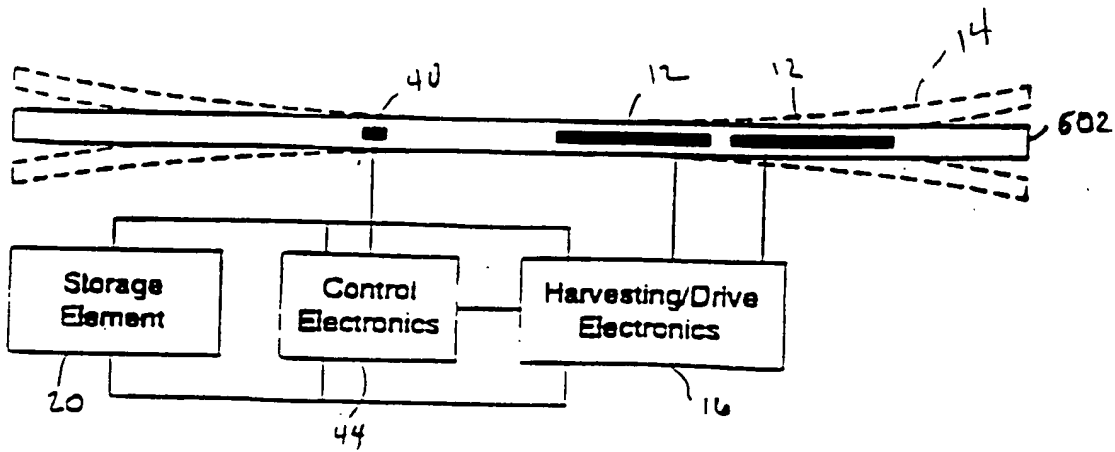 40
12
12
14
602
Storage
Element
Control
Electronics
Harvesting/Drive
Electronics
20
44
16